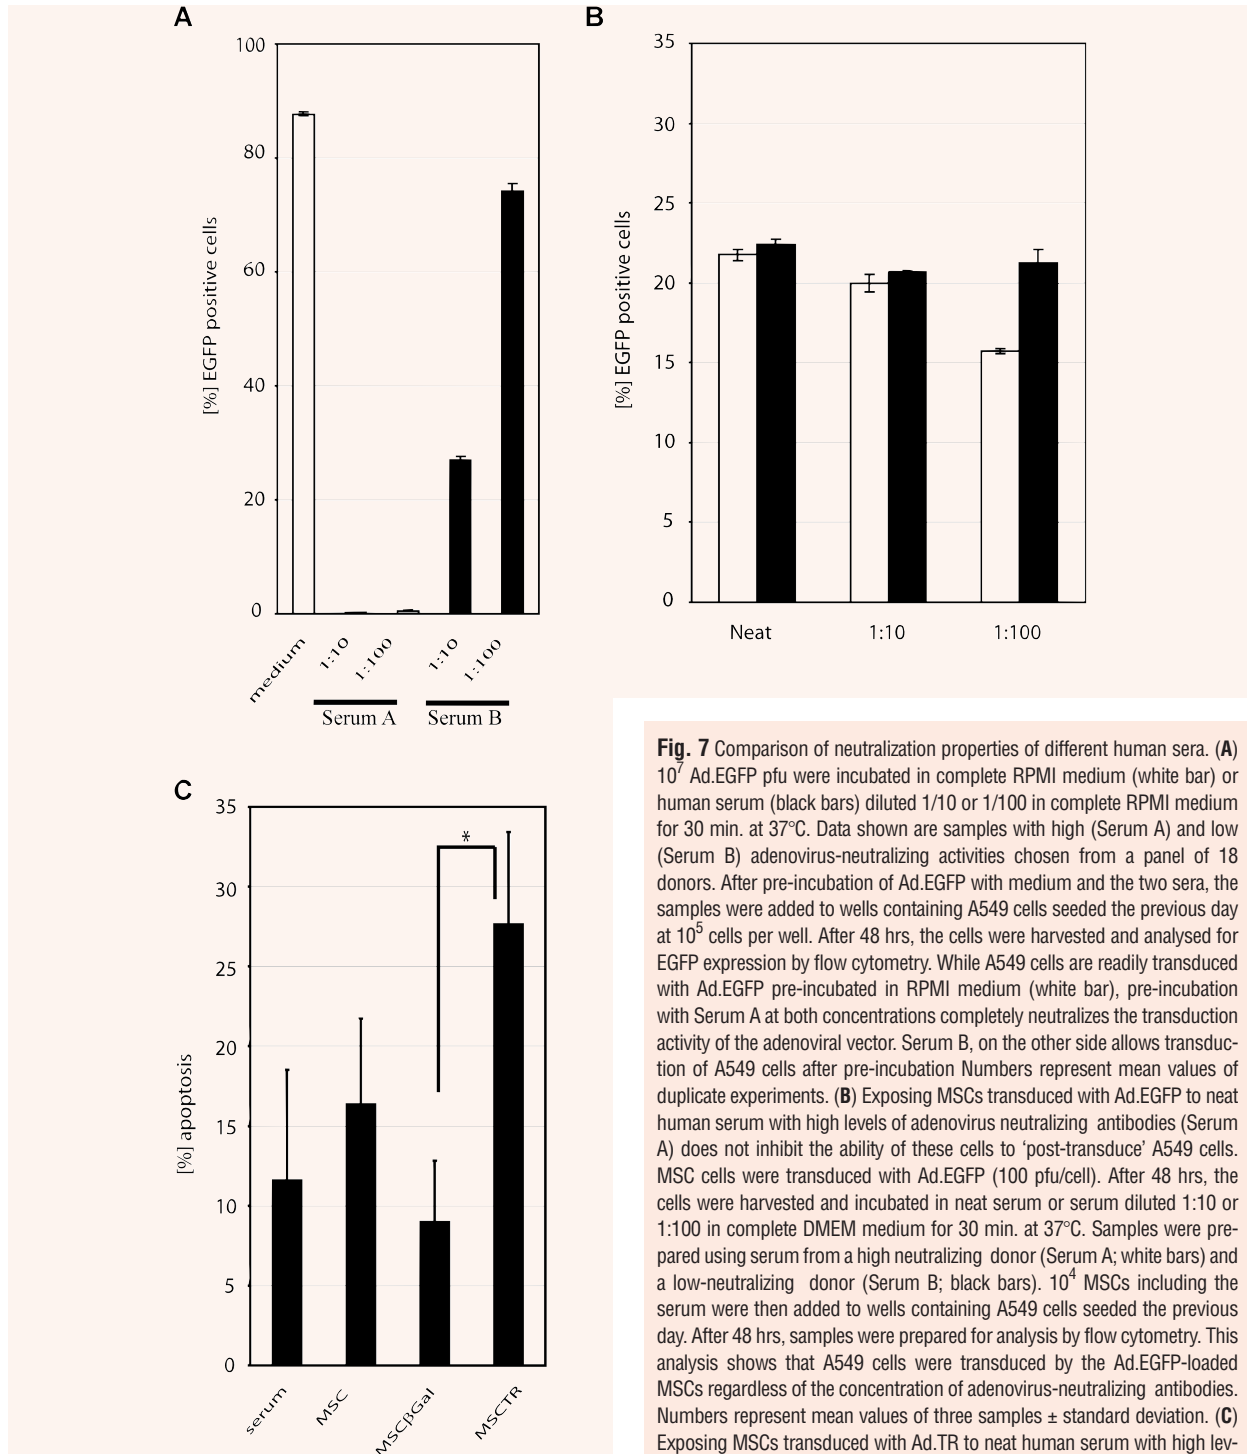 A
100
80
60
40
20
0
[%] EGFP positive cells
medium
1:10
1:100
1:10
1:100
Serum A
Serum B
B
35
30
25
20
15
10
5
0
[%] EGFP positive cells
Neat
1:10
1:100
C
35
30
25
20
15
10
5
0
[%] apoptosis
*
serum
MSC
MSCβGal
MSCTR
Fig. 7 Comparison of neutralization properties of different human sera. (A)
10^7 Ad.EGFP pfu were incubated in complete RPMI medium (white bar) or
human serum (black bars) diluted 1/10 or 1/100 in complete RPMI medium
for 30 min. at 37°C. Data shown are samples with high (Serum A) and low
(Serum B) adenovirus-neutralizing activities chosen from a panel of 18
donors. After pre-incubation of Ad.EGFP with medium and the two sera, the
samples were added to wells containing A549 cells seeded the previous day
at 10^5 cells per well. After 48 hrs, the cells were harvested and analysed for
EGFP expression by flow cytometry. While A549 cells are readily transduced
with Ad.EGFP pre-incubated in RPMI medium (white bar), pre-incubation
with Serum A at both concentrations completely neutralizes the transduction
activity of the adenoviral vector. Serum B, on the other side allows transduc-
tion of A549 cells after pre-incubation Numbers represent mean values of
duplicate experiments. (B) Exposing MSCs transduced with Ad.EGFP to neat
human serum with high levels of adenovirus neutralizing antibodies (Serum
A) does not inhibit the ability of these cells to ‘post-transduce’ A549 cells.
MSC cells were transduced with Ad.EGFP (100 pfu/cell). After 48 hrs, the
cells were harvested and incubated in neat serum or serum diluted 1:10 or
1:100 in complete DMEM medium for 30 min. at 37°C. Samples were pre-
pared using serum from a high neutralizing donor (Serum A; white bars) and
a low-neutralizing donor (Serum B; black bars). 10^4 MSCs including the
serum were then added to wells containing A549 cells seeded the previous
day. After 48 hrs, samples were prepared for analysis by flow cytometry. This
analysis shows that A549 cells were transduced by the Ad.EGFP-loaded
MSCs regardless of the concentration of adenovirus-neutralizing antibodies.
Numbers represent mean values of three samples ± standard deviation. (C)
Exposing MSCs transduced with Ad.TR to neat human serum with high lev-